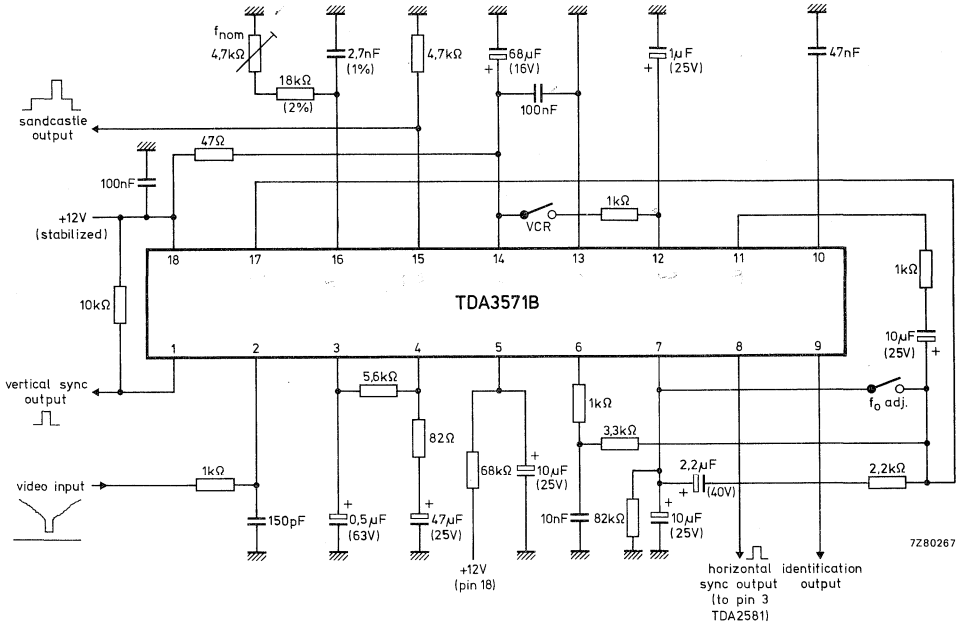 f nom
4,7kΩ
2,7nF
(1%)
4,7kΩ
68µF
(16V)
+
1µF
(25V)
+
47nF
18kΩ
(2%)
100nF
sandcastle
output
47Ω
100nF
+12V
(stabilized)
VCR
1kΩ
18 17 16 15 14 13 12 11 10
1kΩ
10kΩ
TDA3571B
10µF
(25V)
+
1 2 3 4 5 6 7 8 9
vertical sync
output
5,6kΩ
fo adj.
1kΩ
82Ω
3,3kΩ
video input
1kΩ
68kΩ
+
10µF
(25V)
2,2µF
+
(40V)
2,2kΩ
150pF
+
0,5µF
(63V)
+
47µF
(25V)
10nF
82kΩ
+
10µF
(25V)
7Z80267
+12V
(pin 18)
horizontal
sync output
(to pin 3
TDA2581)
identification
output